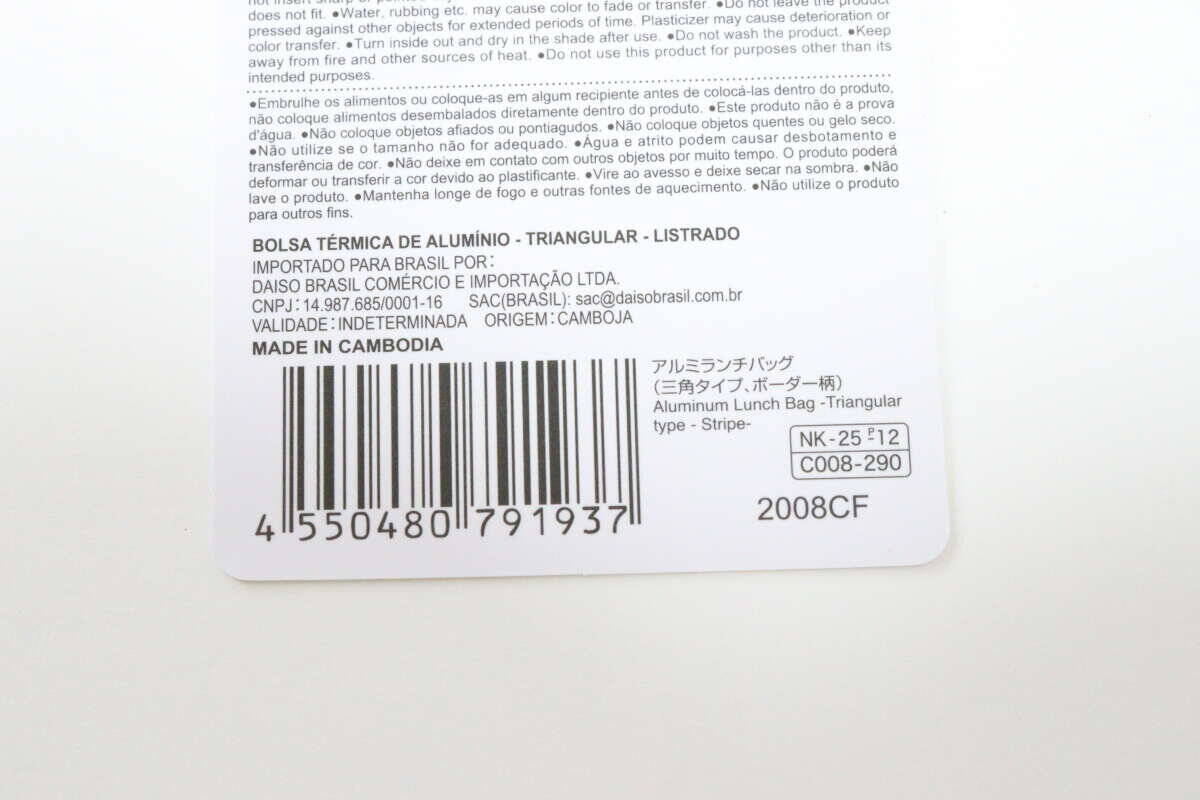 does not fit. ●Water, rubbing etc. may cause color to fade or transfer. ●Do not leave the product
pressed against other objects for extended periods of time. Plasticizer may cause deterioration or
color transfer. ●Turn inside out and dry in the shade after use. ●Do not wash the product. ●Keep
away from fire and other sources of heat. ●Do not use this product for purposes other than its
intended purposes.
●Embrulhe os alimentos ou coloque-as em algum recipiente antes de colocá-las dentro do produto,
não coloque alimentos desembalados diretamente dentro do produto. ●Este produto não é a prova
d'água. ●Não coloque objetos afiados ou pontiagudos. ●Não coloque objetos quentes ou gelo seco.
●Não utilize se o tamanho não for adequado. ●Água e atrito podem causar desbotamento e
transferência de cor. ●Não deixe em contato com outros objetos por muito tempo. O produto poderá
deformar ou transferir a cor devido ao plastificante. ●Vire ao avesso e deixe secar na sombra. ●Não
lave o produto. ●Mantenha longe de fogo e outras fontes de aquecimento. ●Não utilize o produto
para outros fins.
BOLSA TÉRMICA DE ALUMÍNIO - TRIANGULAR - LISTRADO
IMPORTADO PARA BRASIL POR:
DAISO BRASIL COMÉRCIO E IMPORTAÇÃO LTDA.
CNPJ: 14.987.685/0001-16 SAC(BRASIL): sac@daisobrasil.com.br
VALIDADE: INDETERMINADA ORIGEM: CAMBOJA
MADE IN CAMBODIA
アルミランチバッグ
（三角タイプ、ボーダー柄）
Aluminum Lunch Bag -Triangular
type - Stripe-
NK-25 P-12
C008-290
2008CF
4 550480 791937